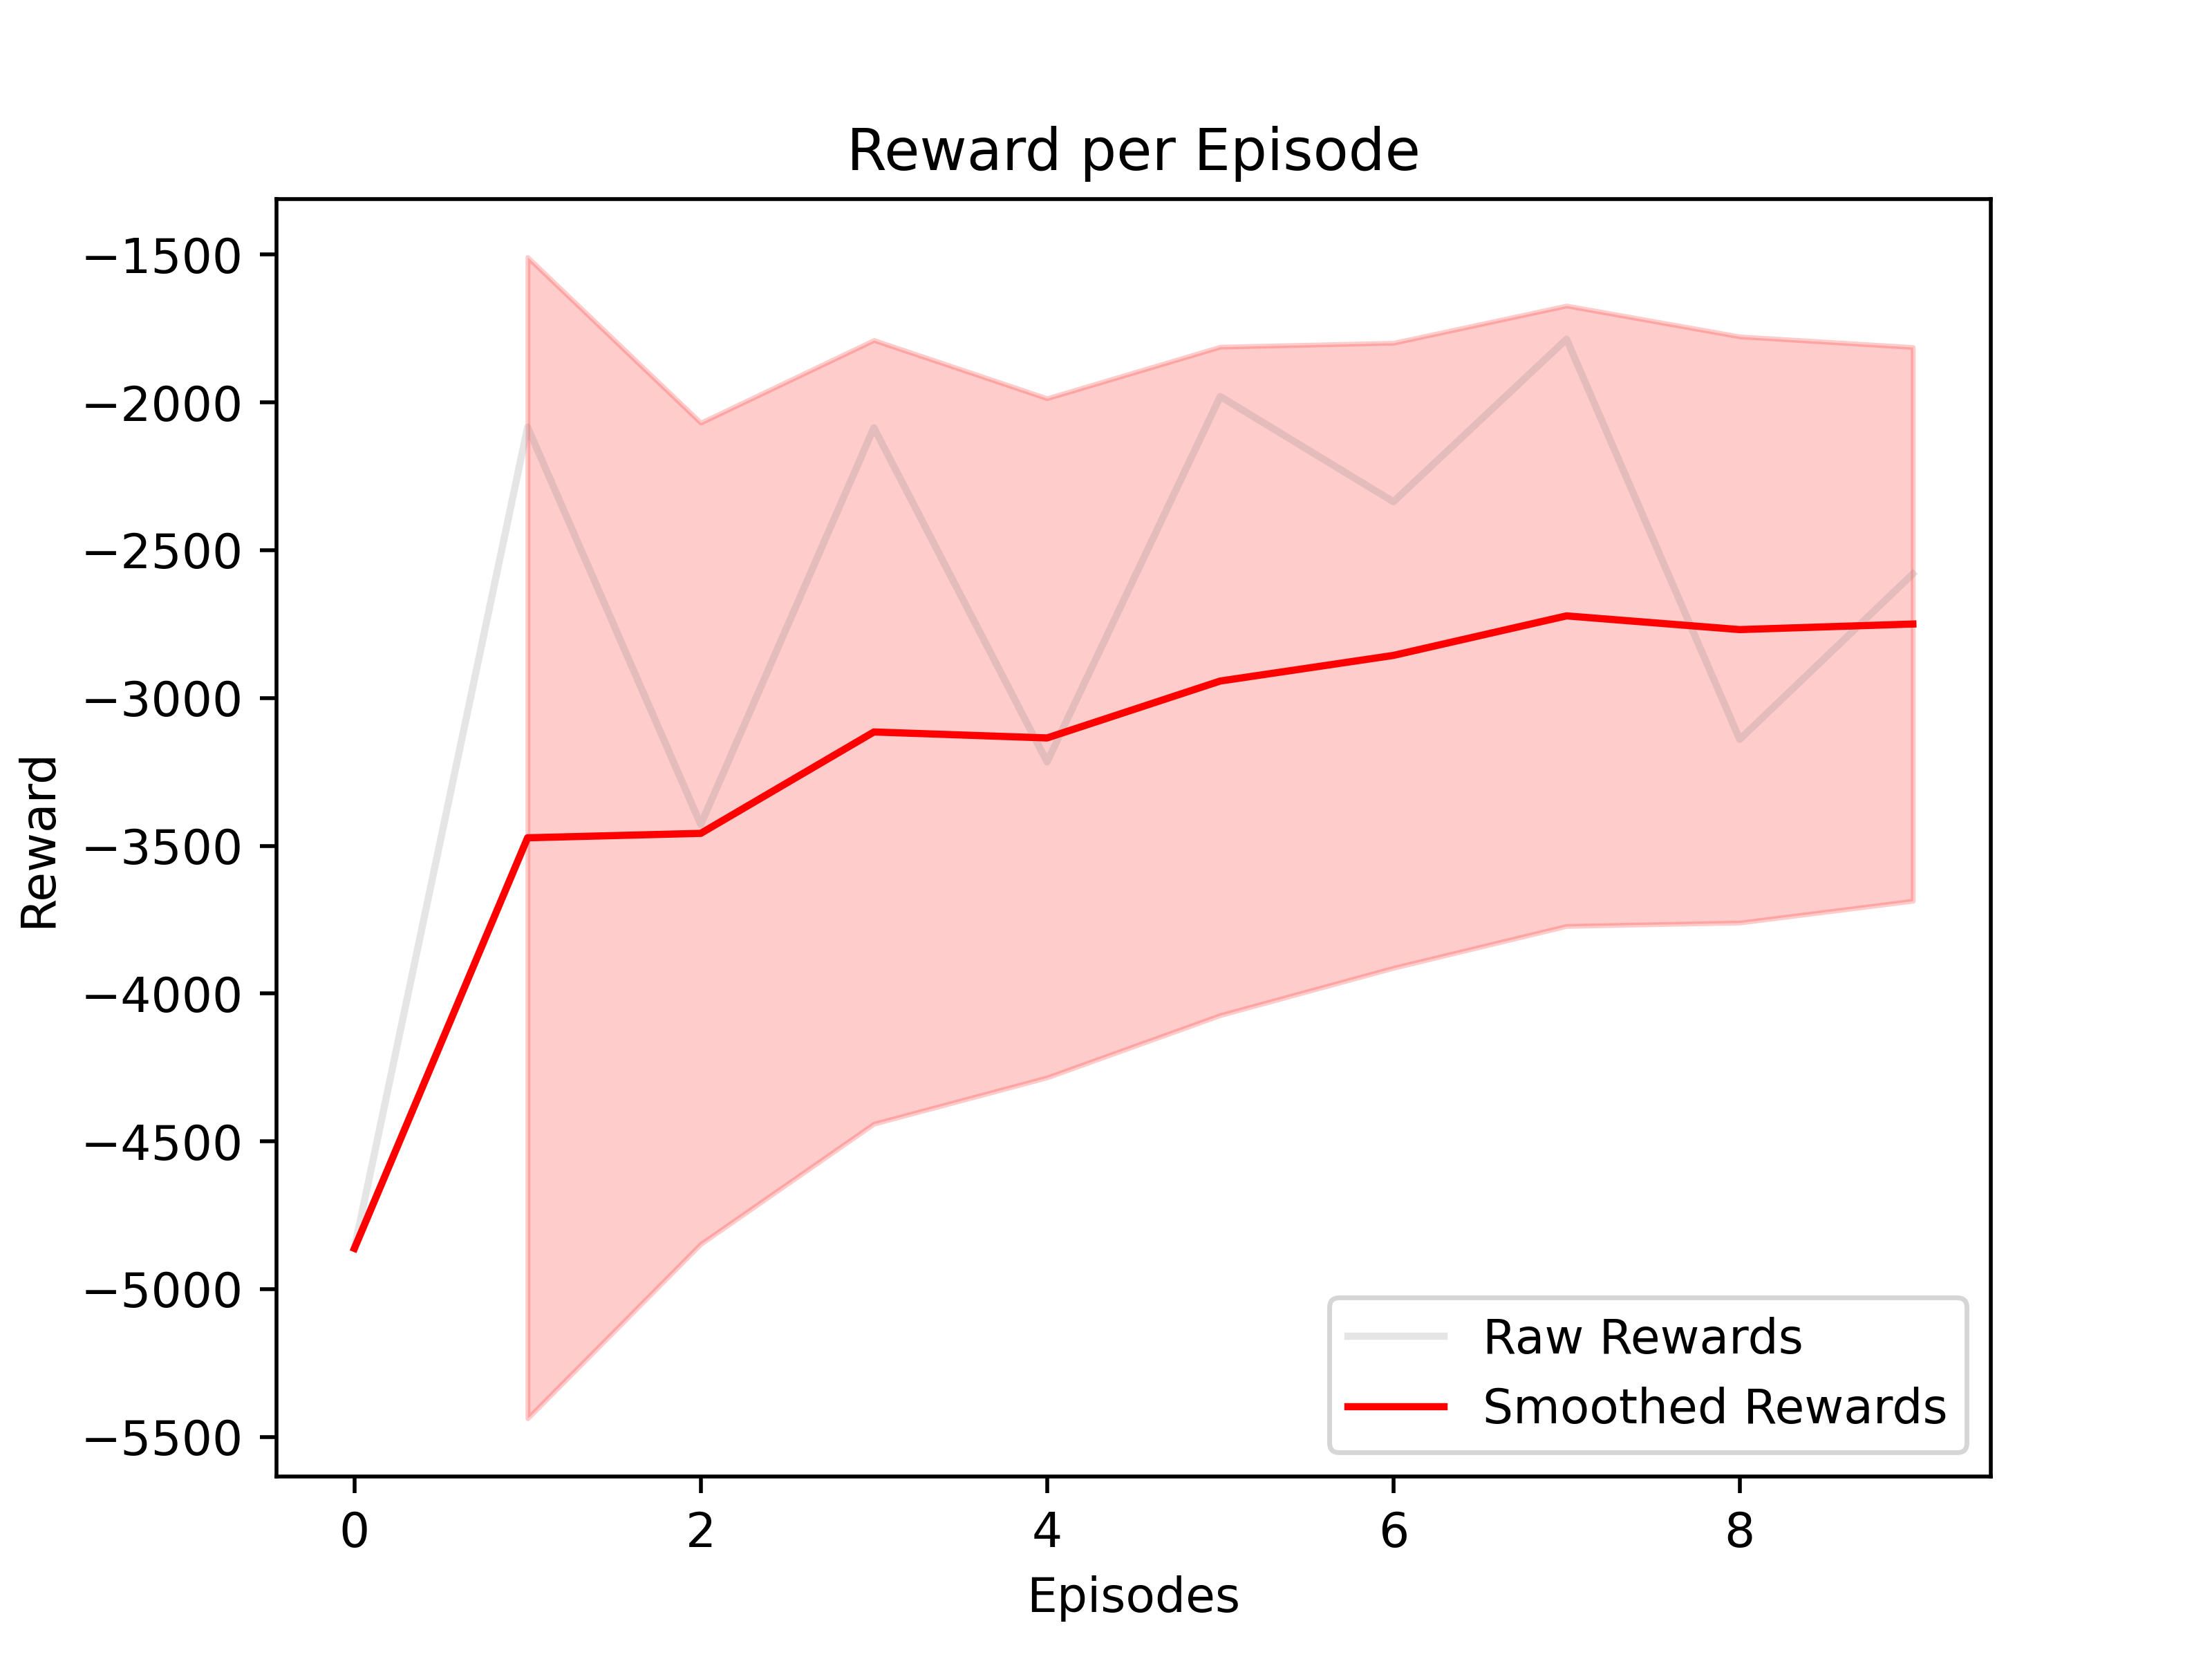 Reward per Episode
−1500
−2000
−2500
−3000
−3500
−4000
−4500
−5000
−5500
Reward
Raw Rewards
Smoothed Rewards
0 2 4 6 8
Episodes